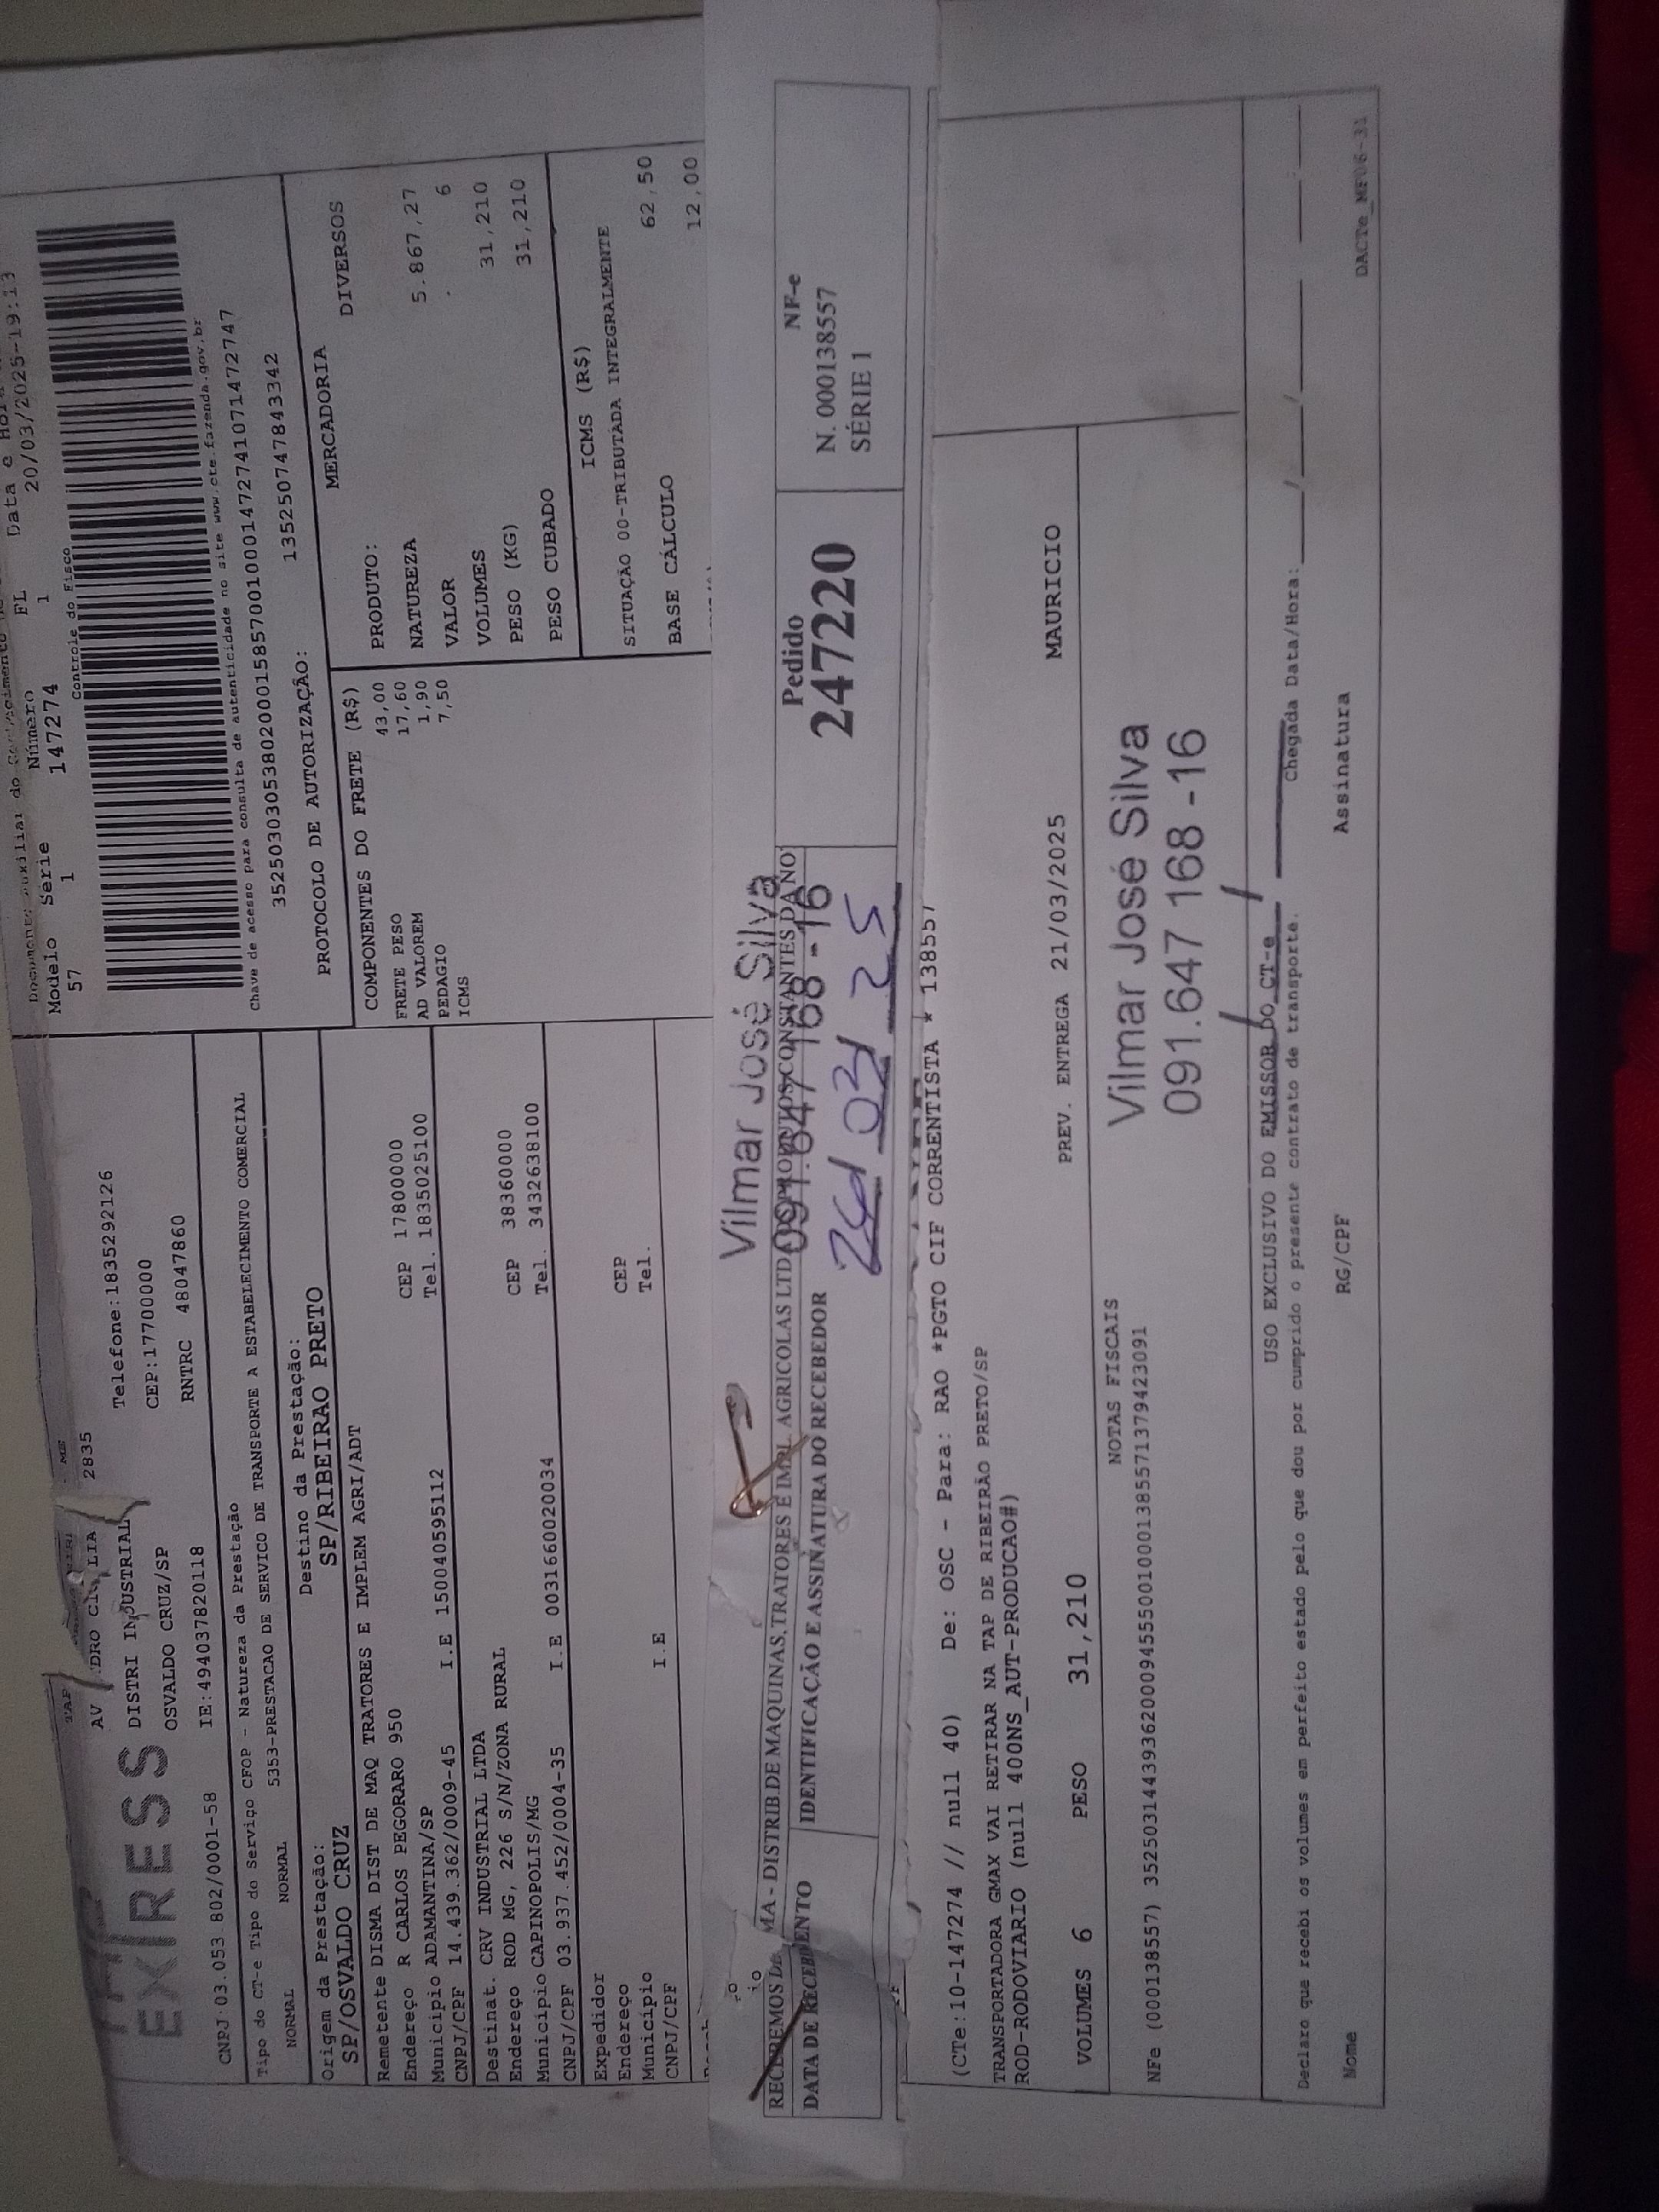 EXPRESS
2835
DISTRI INDUSTRIAL
OSVALDO CRUZ/SP
Telefone:1835292126
CEP:17700000
CNPJ:03.053.802/0001-58
IE:494037820118
RNTRC 48047860
Modelo Série Número FL Data e Hora
57 1 147274 1 20/03/2025-19:13
Controle do Fisco
Chave de acesso para consulta de autenticidade no site www.cte.fazenda.gov.br
35250303053802000158570010001472741071472747
PROTOCOLO DE AUTORIZAÇÃO: 135250747843342
Tipo do CT-e Tipo do Serviço CFOP - Natureza da Prestação
NORMAL NORMAL 5353-PRESTACAO DE SERVICO DE TRANSPORTE A ESTABELECIMENTO COMERCIAL
Origem da Prestação: Destino da Prestação:
SP/OSVALDO CRUZ SP/RIBEIRAO PRETO
Remetente DISMA DIST DE MAQ TRATORES E IMPLEM AGRI/ADT
Endereço R CARLOS PEGORARO 950 CEP 17800000
Município ADAMANTINA/SP Tel. 1835025100
CNPJ/CPF 14.439.362/0009-45 I.E 150040595112
Destinat. CRV INDUSTRIAL LTDA
Endereço ROD MG, 226 S/N/ZONA RURAL CEP 38360000
Município CAPINOPOLIS/MG Tel. 3432638100
CNPJ/CPF 03.937.452/0004-35 I.E 0031660020034
Expedidor
Endereço CEP
Município Tel.
CNPJ/CPF I.E
COMPONENTES DO FRETE (R$)
FRETE PESO 43,00
AD VALOREM 17,60
PEDAGIO 1,90
ICMS 7,50
MERCADORIA
PRODUTO: DIVERSOS
NATUREZA
VALOR 5.867,27
VOLUMES 6
PESO (KG) 31,210
PESO CUBADO 31,210
ICMS (R$)
SITUAÇÃO 00-TRIBUTADA INTEGRALMENTE
BASE CÁLCULO 62,50
12,00
Vilmar José Silva
091.647 168-16
RECEBEMOS DE DISMA - DISTRIB DE MAQUINAS,TRATORES E IMPL AGRICOLAS LTDA OS PRODUTOS CONSTANTES DA NO
DATA DE RECEBIMENTO IDENTIFICAÇÃO E ASSINATURA DO RECEBEDOR
Pedido
247220
NF-e
N. 000138557
SÉRIE 1
(CTe:10-147274 // null 40) De: OSC - Para: RAO *PGTO CIF CORRENTISTA * 138557
TRANSPORTADORA GMAX VAI RETIRAR NA TAP DE RIBEIRÃO PRETO/SP
ROD-RODOVIARIO (null 400NS_AUT-PRODUCAO#)
VOLUMES 6 PESO 31,210 PREV. ENTREGA 21/03/2025 MAURICIO
NOTAS FISCAIS
NFe (000138557) 35250314439362000945550010001385571379423091
Vilmar José Silva
091.647 168-16
USO EXCLUSIVO DO EMISSOR DO CT-e
Declaro que recebi os volumes em perfeito estado pelo que dou por cumprido o presente contrato de transporte. Chegada Data/Hora:
Nome RG/CPF Assinatura
DACTe_MF06-31